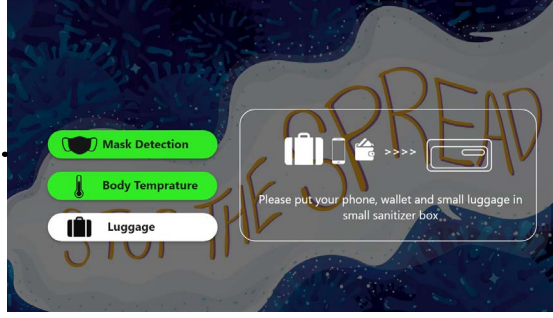 STOP THE SPREAD
Mask Detection
Body Temprature
Luggage
>>>>
Please put your phone, wallet and small luggage in
small sanitizer box